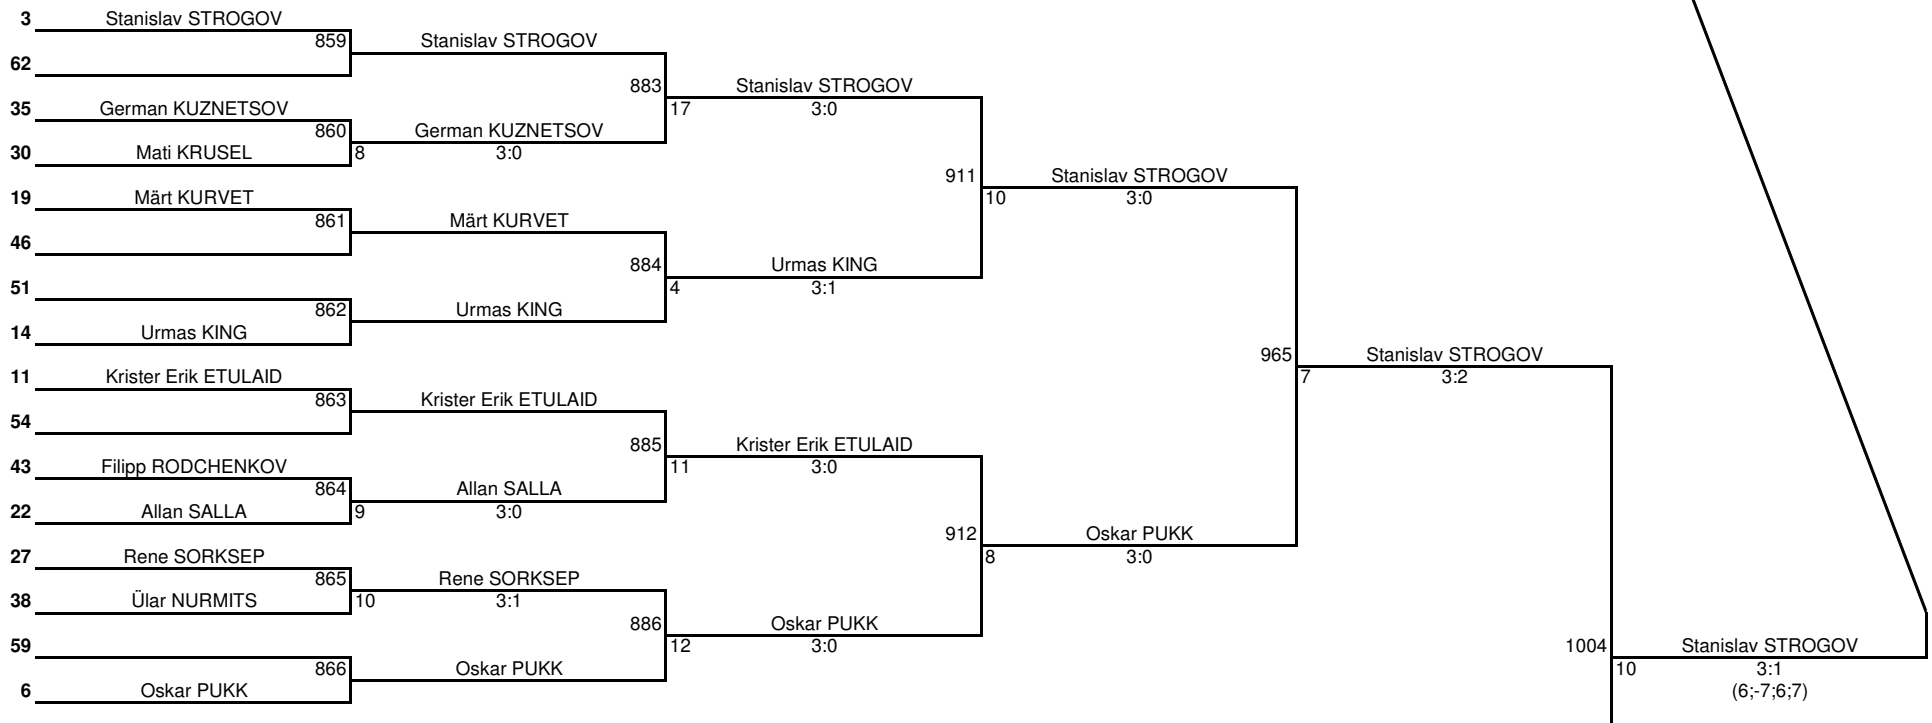 3 Stanislav STROGOV
859 Stanislav STROGOV
62
883 Stanislav STROGOV
35 German KUZNETSOV
17 3:0
860 German KUZNETSOV
30 Mati KRUSEL 8 3:0
911 Stanislav STROGOV
19 Märt KURVET
10 3:0
861 Märt KURVET
46
884 Urmas KING
51
4 3:1
862 Urmas KING
14 Urmas KING
965 Stanislav STROGOV
11 Krister Erik ETULAID
7 3:2
863 Krister Erik ETULAID
54
885 Krister Erik ETULAID
43 Filipp RODCHENKOV
11 3:0
864 Allan SALLA
22 Allan SALLA 9 3:0
912 Oskar PUKK
27 Rene SORKSEP
8 3:0
865 Rene SORKSEP
38 Ülar NURMITS 10 3:1
886 Oskar PUKK
59
12 3:0
1004 Stanislav STROGOV
866 Oskar PUKK
10 3:1
6 Oskar PUKK
(6;-7;6;7)